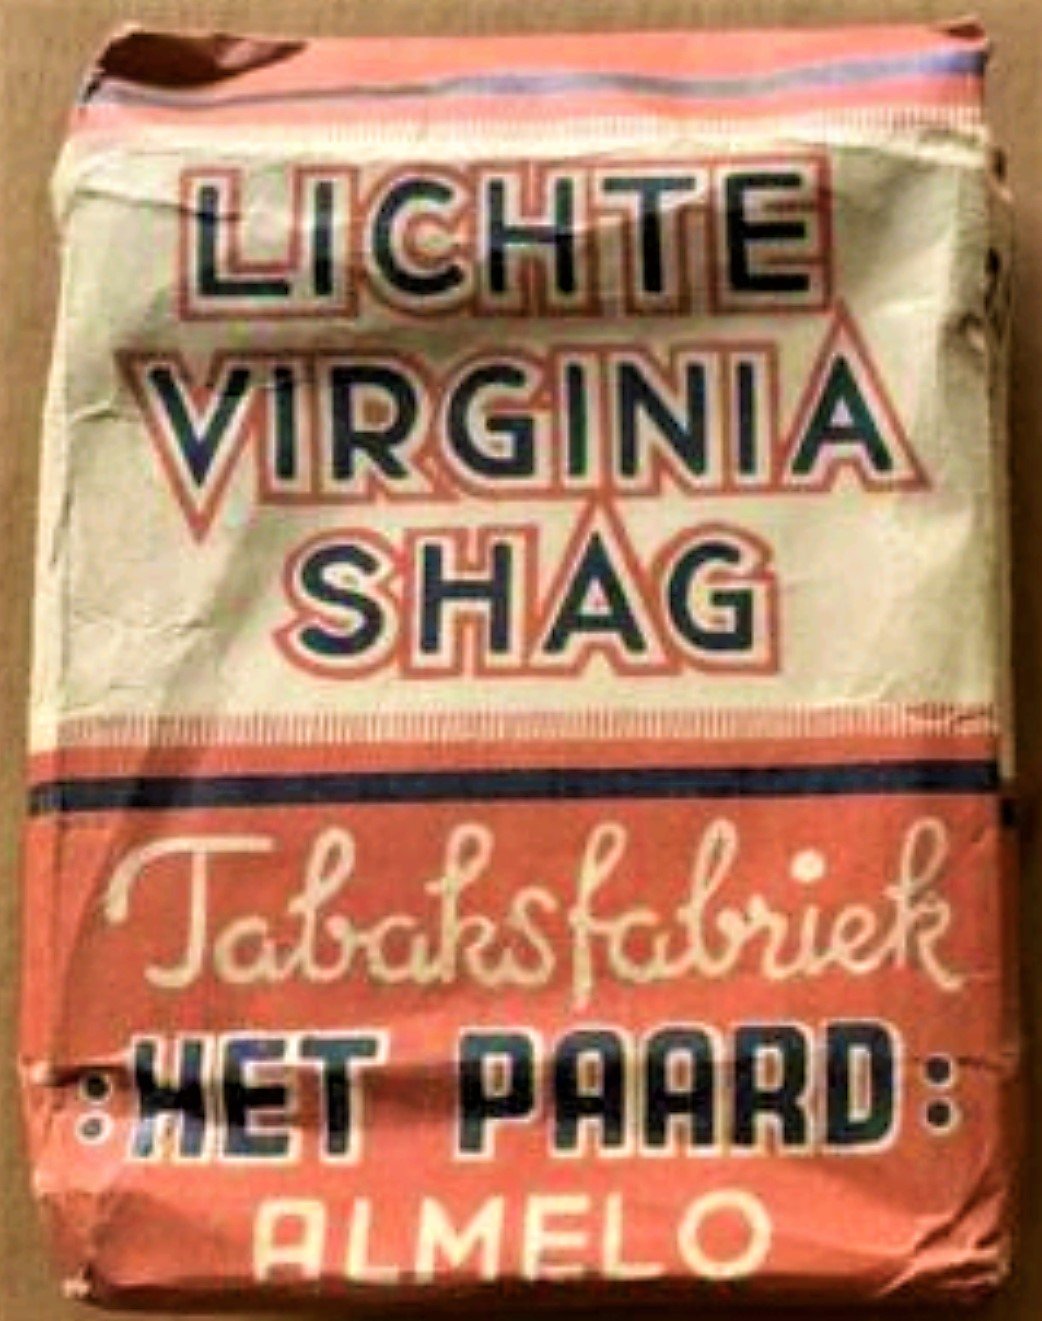 LICHTE
VIRGINIA
SHAG
Tabaksfabriek
:HET PAARD:
ALMELO